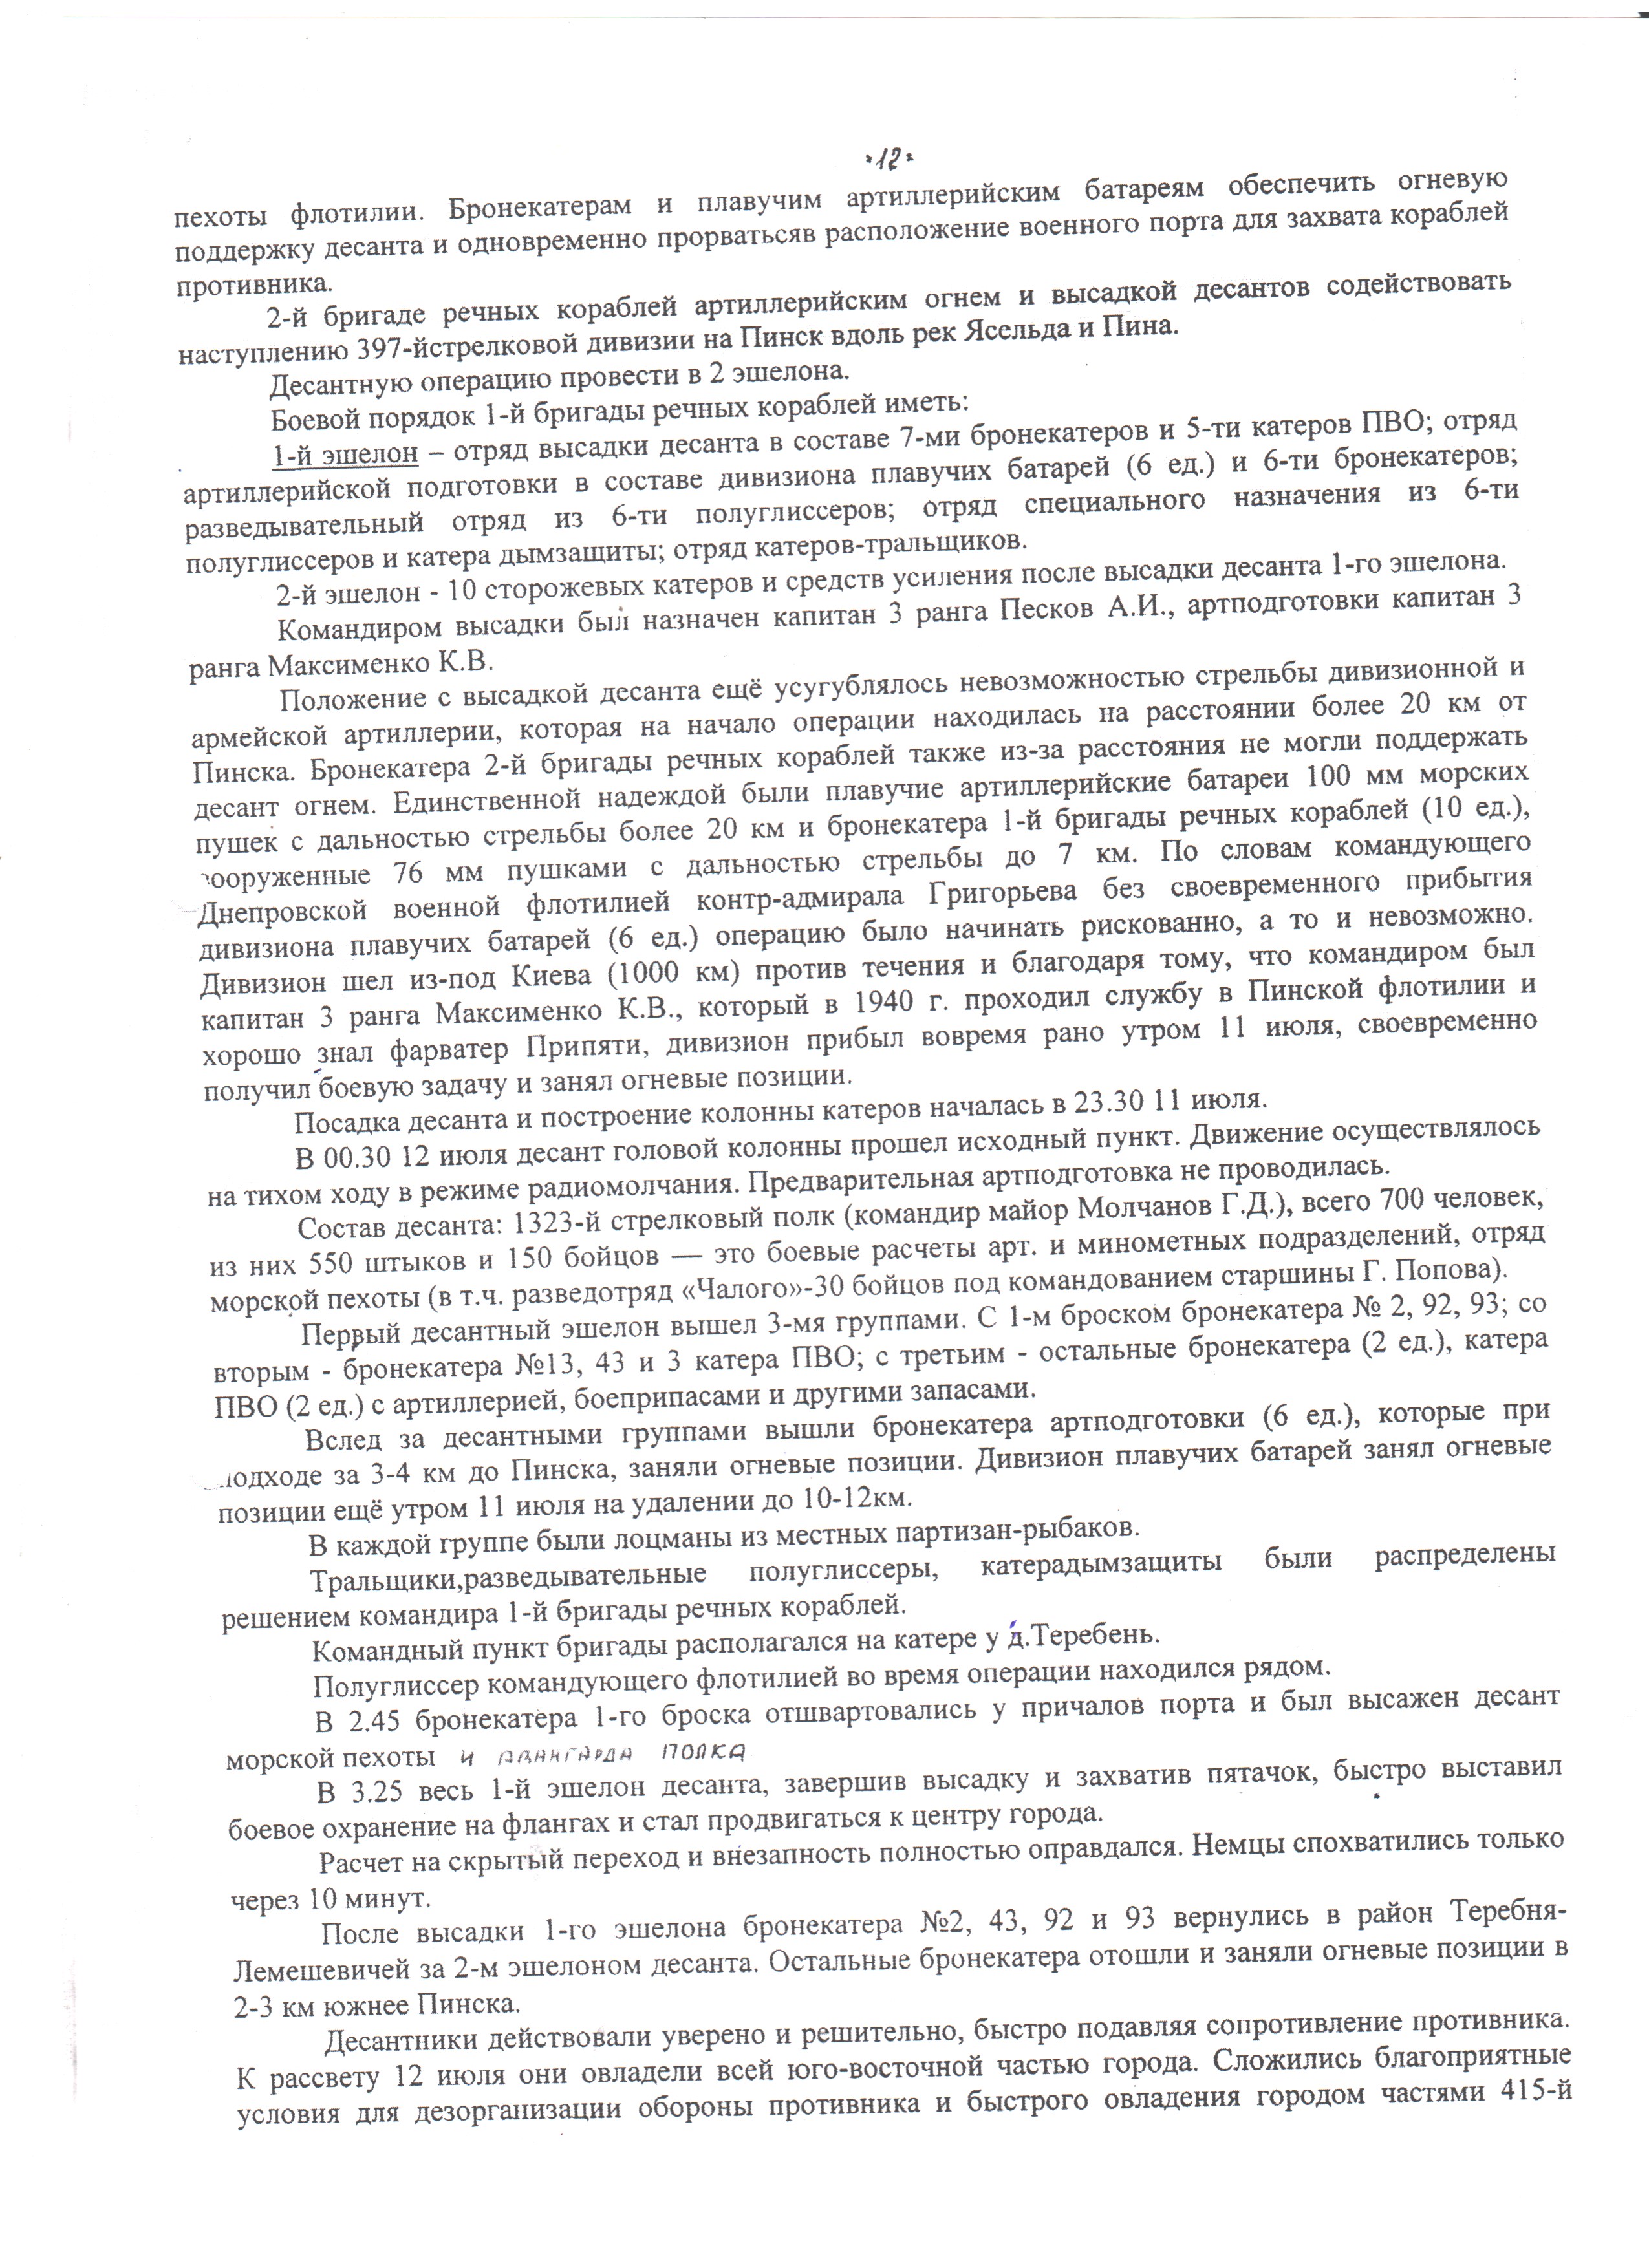 -12-
пехоты флотилии. Бронекатерам и плавучим артиллерийским батареям обеспечить огневую
поддержку десанта и одновременно прорватьсяв расположение военного порта для захвата кораблей
противника.
2-й бригаде речных кораблей артиллерийским огнем и высадкой десантов содействовать
наступлению 397-йстрелковой дивизии на Пинск вдоль рек Ясельда и Пина.
Десантную операцию провести в 2 эшелона.
Боевой порядок 1-й бригады речных кораблей иметь:
1-й эшелон – отряд высадки десанта в составе 7-ми бронекатеров и 5-ти катеров ПВО; отряд
артиллерийской подготовки в составе дивизиона плавучих батарей (6 ед.) и 6-ти бронекатеров;
разведывательный отряд из 6-ти полуглиссеров; отряд специального назначения из 6-ти
полуглиссеров и катера дымзащиты; отряд катеров-тральщиков.
2-й эшелон - 10 сторожевых катеров и средств усиления после высадки десанта 1-го эшелона.
Командиром высадки был назначен капитан 3 ранга Песков А.И., артподготовки капитан 3
ранга Максименко К.В.
Положение с высадкой десанта ещё усугублялось невозможностью стрельбы дивизионной и
армейской артиллерии, которая на начало операции находилась на расстоянии более 20 км от
Пинска. Бронекатера 2-й бригады речных кораблей также из-за расстояния не могли поддержать
десант огнем. Единственной надеждой были плавучие артиллерийские батареи 100 мм морских
пушек с дальностью стрельбы более 20 км и бронекатера 1-й бригады речных кораблей (10 ед.),
вооруженные 76 мм пушками с дальностью стрельбы до 7 км. По словам командующего
Днепровской военной флотилией контр-адмирала Григорьева без своевременного прибытия
дивизиона плавучих батарей (6 ед.) операцию было начинать рискованно, а то и невозможно.
Дивизион шел из-под Киева (1000 км) против течения и благодаря тому, что командиром был
капитан 3 ранга Максименко К.В., который в 1940 г. проходил службу в Пинской флотилии и
хорошо знал фарватер Припяти, дивизион прибыл вовремя рано утром 11 июля, своевременно
получил боевую задачу и занял огневые позиции.
Посадка десанта и построение колонны катеров началась в 23.30 11 июля.
В 00.30 12 июля десант головой колонны прошел исходный пункт. Движение осуществлялось
на тихом ходу в режиме радиомолчания. Предварительная артподготовка не проводилась.
Состав десанта: 1323-й стрелковый полк (командир майор Молчанов Г.Д.), всего 700 человек,
из них 550 штыков и 150 бойцов — это боевые расчеты арт. и минометных подразделений, отряд
морской пехоты (в т.ч. разведотряд «Чалого»-30 бойцов под командованием старшины Г. Попова).
Первый десантный эшелон вышел 3-мя группами. С 1-м броском бронекатера № 2, 92, 93; со
вторым - бронекатера №13, 43 и 3 катера ПВО; с третьим - остальные бронекатера (2 ед.), катера
ПВО (2 ед.) с артиллерией, боеприпасами и другими запасами.
Вслед за десантными группами вышли бронекатера артподготовки (6 ед.), которые при
подходе за 3-4 км до Пинска, заняли огневые позиции. Дивизион плавучих батарей занял огневые
позиции ещё утром 11 июля на удалении до 10-12км.
В каждой группе были лоцманы из местных партизан-рыбаков.
Тральщики,разведывательные полуглиссеры, катерадымзащиты были распределены
решением командира 1-й бригады речных кораблей.
Командный пункт бригады располагался на катере у д.Теребень.
Полуглиссер командующего флотилией во время операции находился рядом.
В 2.45 бронекатера 1-го броска отшвартовались у причалов порта и был высажен десант
морской пехоты и авангарда полка
В 3.25 весь 1-й эшелон десанта, завершив высадку и захватив пятачок, быстро выставил
боевое охранение на флангах и стал продвигаться к центру города.
Расчет на скрытый переход и внезапность полностью оправдался. Немцы спохватились только
через 10 минут.
После высадки 1-го эшелона бронекатера №2, 43, 92 и 93 вернулись в район Теребня-
Лемешевичей за 2-м эшелоном десанта. Остальные бронекатера отошли и заняли огневые позиции в
2-3 км южнее Пинска.
Десантники действовали уверено и решительно, быстро подавляя сопротивление противника.
К рассвету 12 июля они овладели всей юго-восточной частью города. Сложились благоприятные
условия для дезорганизации обороны противника и быстрого овладения городом частями 415-й